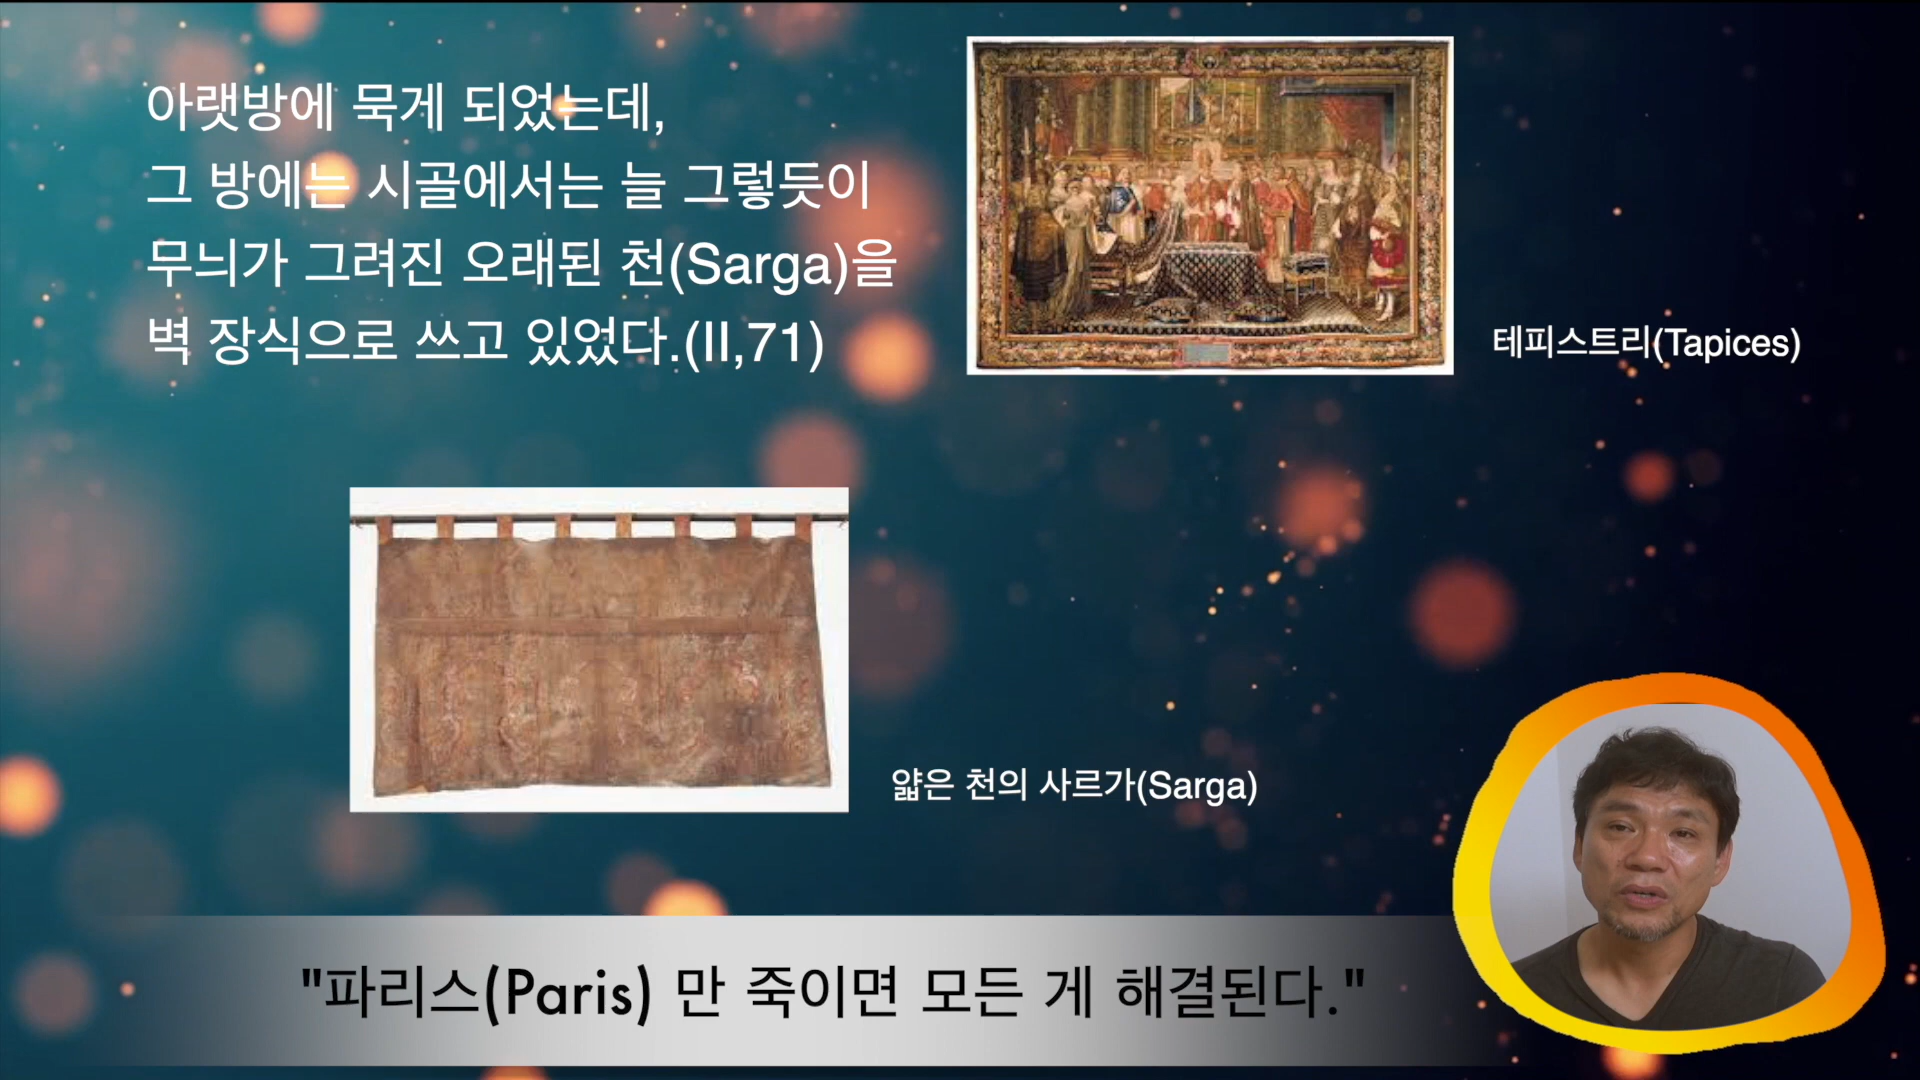 아랫방에 묵게 되었는데,
그 방에는 시골에서는 늘 그렇듯이
무늬가 그려진 오래된 천(Sarga)을
벽 장식으로 쓰고 있었다.(II,71)
테피스트리(Tapices)
얇은 천의 사르가(Sarga)
"파리스(Paris) 만 죽이면 모든 게 해결된다."